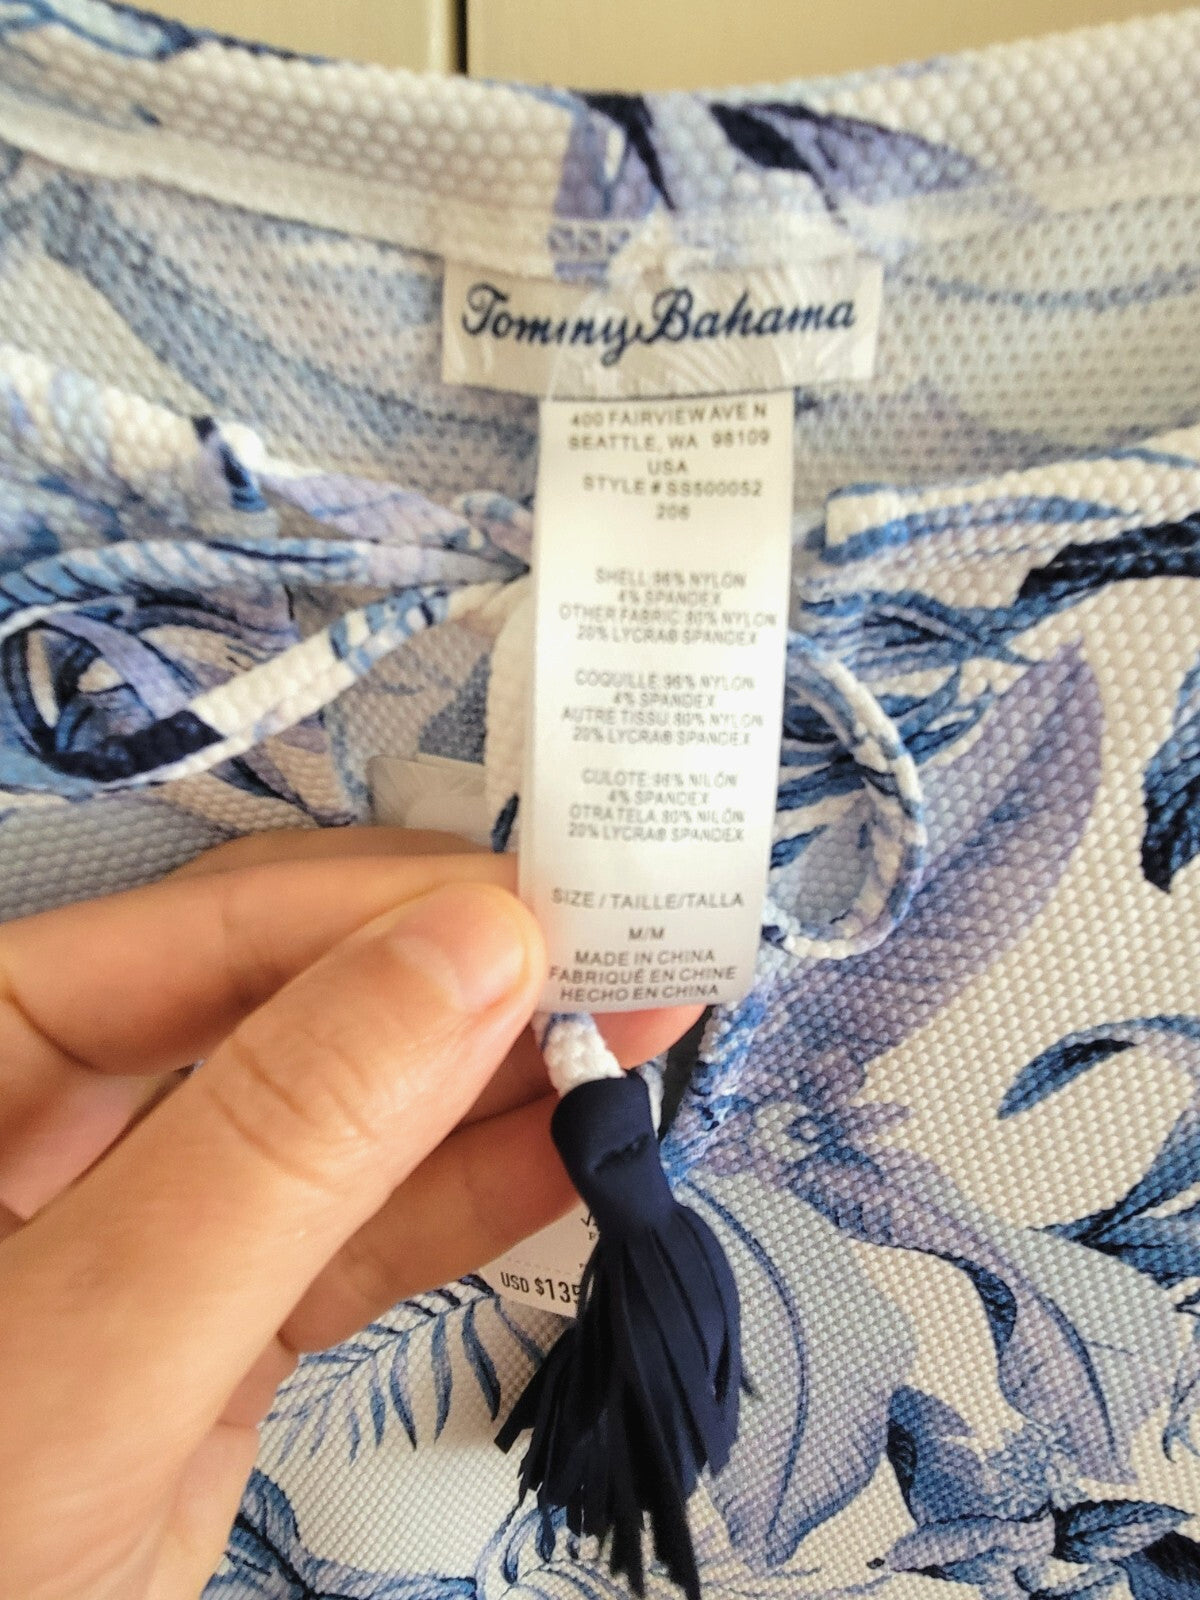 Tommy Bahama
400 FAIRVIEW AVE N
SEATTLE, WA 98109
USA
STYLE # SS500052
206
SHELL:96% NYLON
4% SPANDEX
OTHER FABRIC:80% NYLON
20% LYCRA® SPANDEX
COQUILLE:96% NYLON
4% SPANDEX
AUTRE TISSU:80% NYLON
20% LYCRA® SPANDEX
CULOTE:96% NILÓN
4% SPANDEX
OTRA TELA:80% NILÓN
20% LYCRA® SPANDEX
SIZE / TAILLE/TALLA
M/M
MADE IN CHINA
FABRIQUÉ EN CHINE
HECHO EN CHINA
USD $135